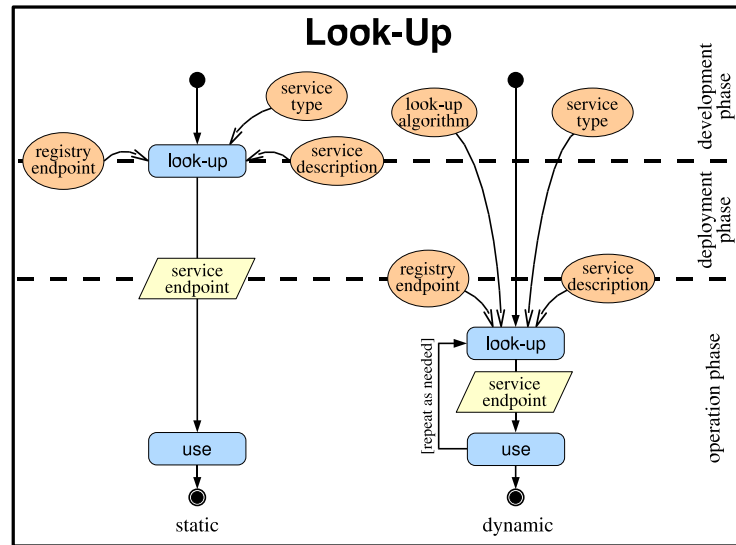 Look-Up
service
type
look-up
algorithm
service
type
registry
endpoint
look-up
service
description
development
phase
service
endpoint
registry
endpoint
service
description
deployment
phase
look-up
[repeat as needed]
service
endpoint
use
use
operation phase
static
dynamic